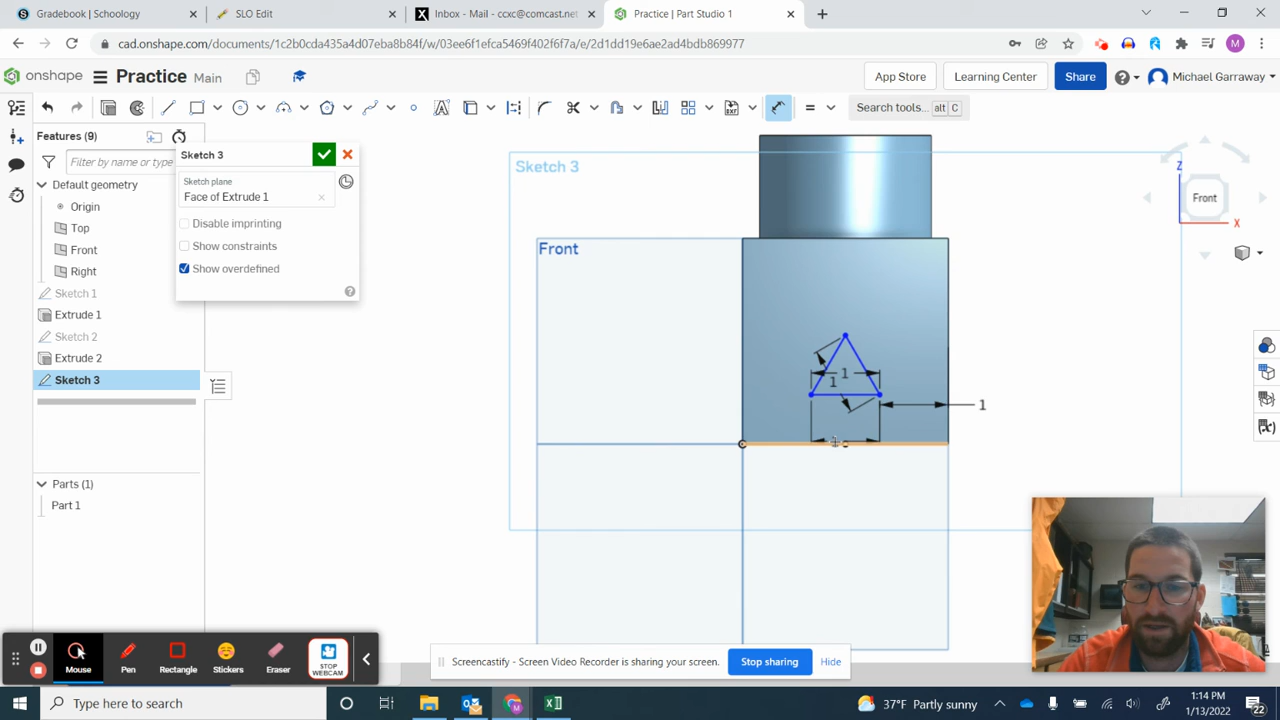 Gradebook | Schoology
SLO Edit
Inbox - Mail - ccxc@comcast.net
Practice | Part Studio 1
cad.onshape.com/documents/1c2b0cda435a4d07eba8b84f/w/03ee6f1efca5469f402f6f7a/e/2d1dd19e6ae2ad4bdb869977
M
onshape
Practice Main
App Store
Learning Center
Share
Michael Garraway
Search tools... alt C
Features (9)
Filter by name or type
Default geometry
Origin
Top
Front
Right
Sketch 1
Extrude 1
Sketch 2
Extrude 2
Sketch 3
Parts (1)
Part 1
Sketch 3
Sketch plane
Face of Extrude 1
Disable imprinting
Show constraints
Show overdefined
Sketch 3
Front
1
1
1
Z
Front
X
Mouse
Pen
Rectangle
Stickers
Eraser
STOP WEBCAM
Screencastify - Screen Video Recorder is sharing your screen.
Stop sharing
Hide
Type here to search
37°F Partly sunny
1:14 PM
1/13/2022
22